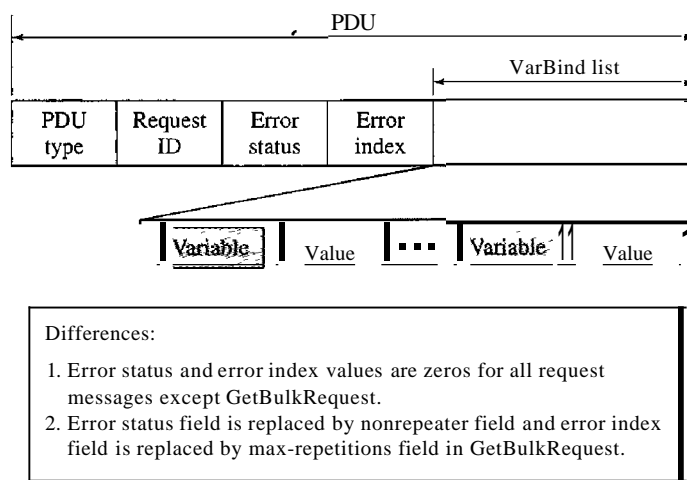 PDU
VarBind list
PDU type
Request ID
Error status
Error index
Variable Value ... Variable Value
Differences:
1. Error status and error index values are zeros for all request
messages except GetBulkRequest.
2. Error status field is replaced by nonrepeater field and error index
field is replaced by max-repetitions field in GetBulkRequest.